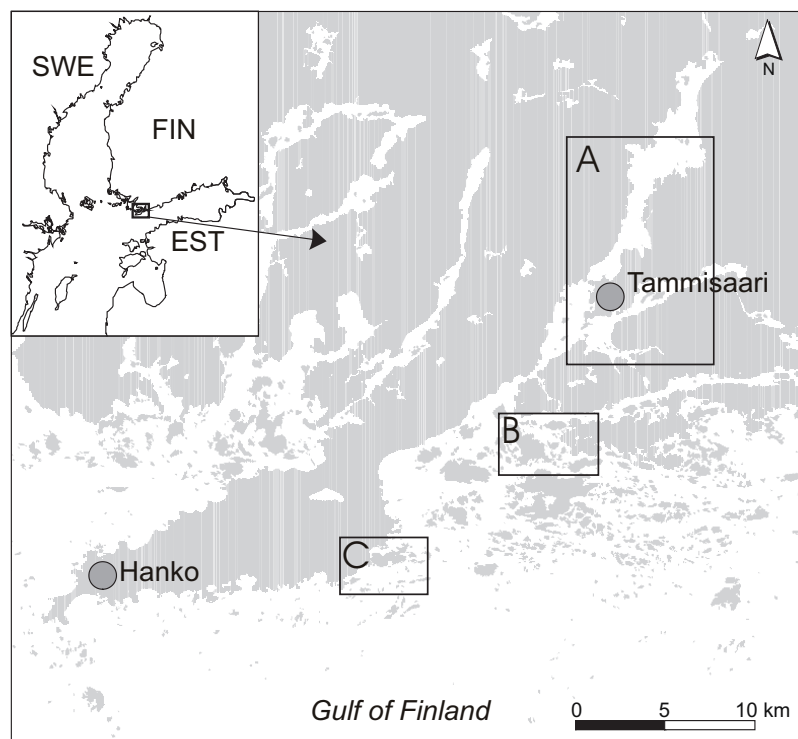 SWE
FIN
EST
N
A
Tammisaari
B
C
Hanko
Gulf of Finland
0 5 10 km